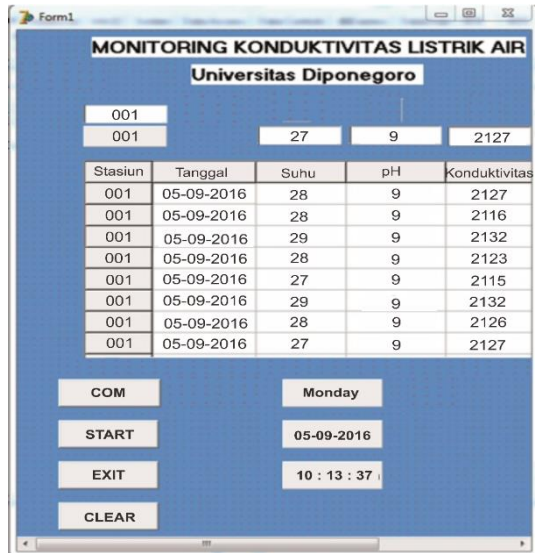 Form1
MONITORING KONDUKTIVITAS LISTRIK AIR
Universitas Diponegoro
001
001 27 9 2127
Stasiun Tanggal Suhu pH Konduktivitas
001 05-09-2016 28 9 2127
001 05-09-2016 28 9 2116
001 05-09-2016 29 9 2132
001 05-09-2016 28 9 2123
001 05-09-2016 27 9 2115
001 05-09-2016 29 9 2132
001 05-09-2016 28 9 2126
001 05-09-2016 27 9 2127
COM Monday
START 05-09-2016
EXIT 10 : 13 : 37
CLEAR